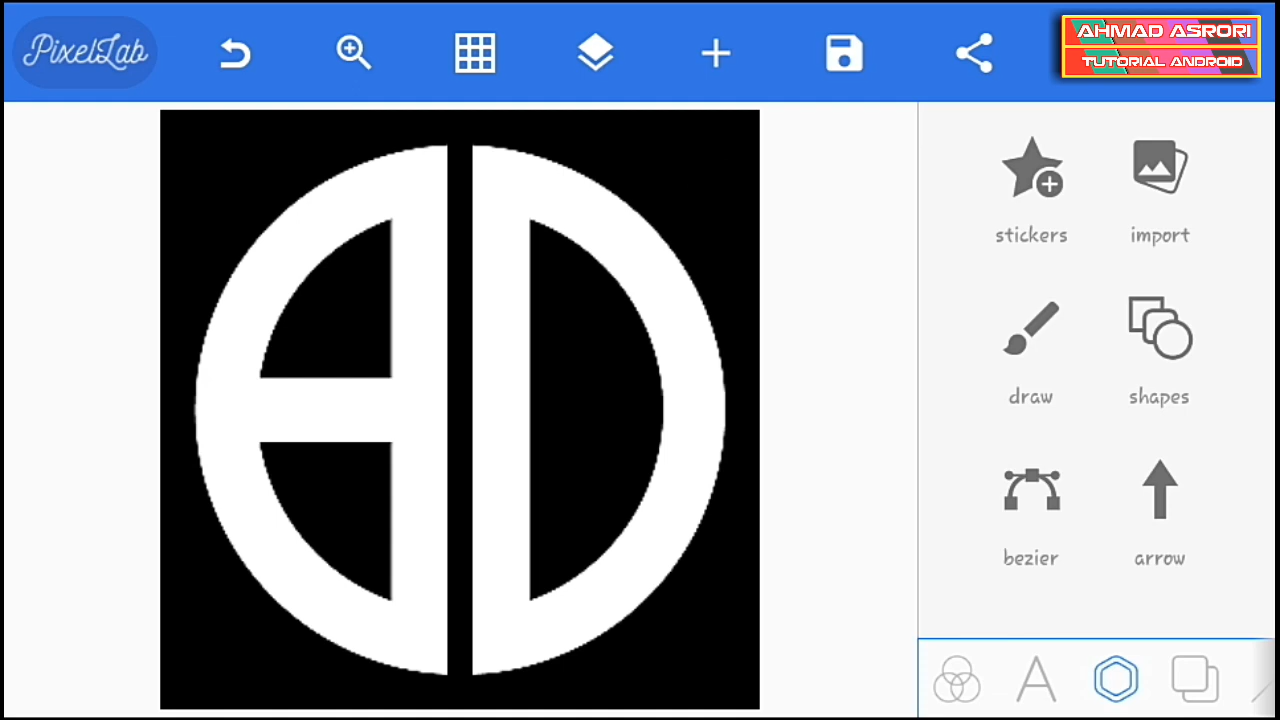 PixelLab
AHMAD ASRORI
TUTORIAL ANDROID
stickers
import
draw
shapes
bezier
arrow